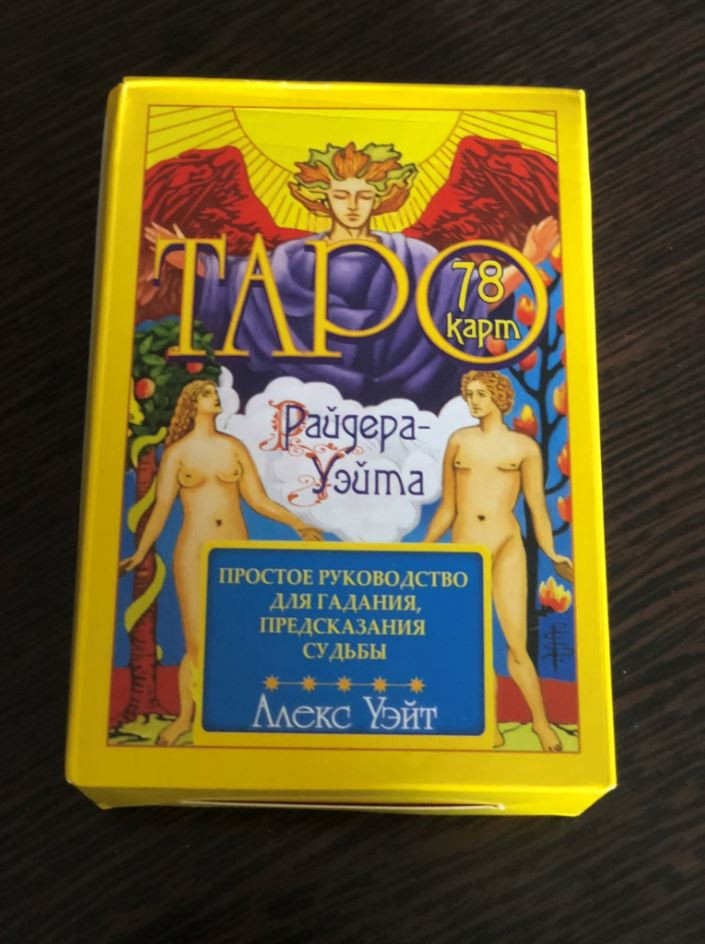 ТАРО
78
карт
Райдера-
Уэйта
ПРОСТОЕ РУКОВОДСТВО
ДЛЯ ГАДАНИЯ,
ПРЕДСКАЗАНИЯ
СУДЬБЫ
Алекс Уэйт